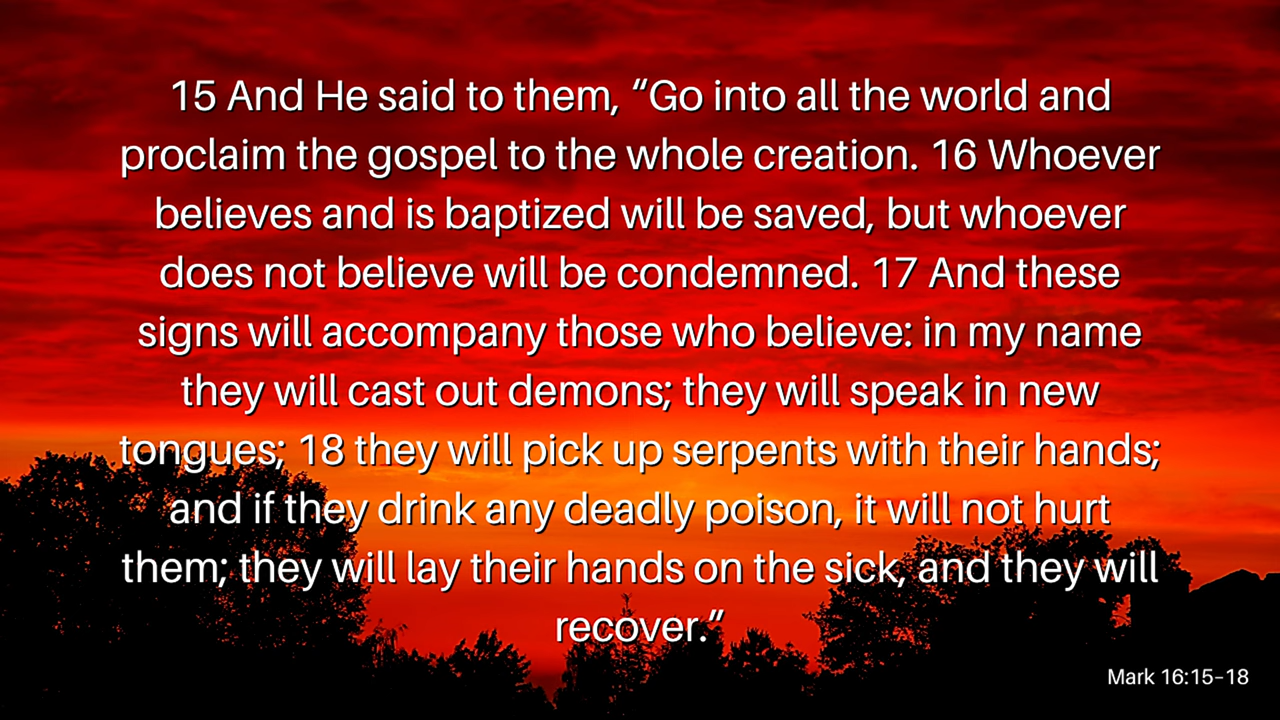 15 And He said to them, “Go into all the world and
proclaim the gospel to the whole creation. 16 Whoever
believes and is baptized will be saved, but whoever
does not believe will be condemned. 17 And these
signs will accompany those who believe: in my name
they will cast out demons; they will speak in new
tongues; 18 they will pick up serpents with their hands;
and if they drink any deadly poison, it will not hurt
them; they will lay their hands on the sick, and they will
recover.”
Mark 16:15–18